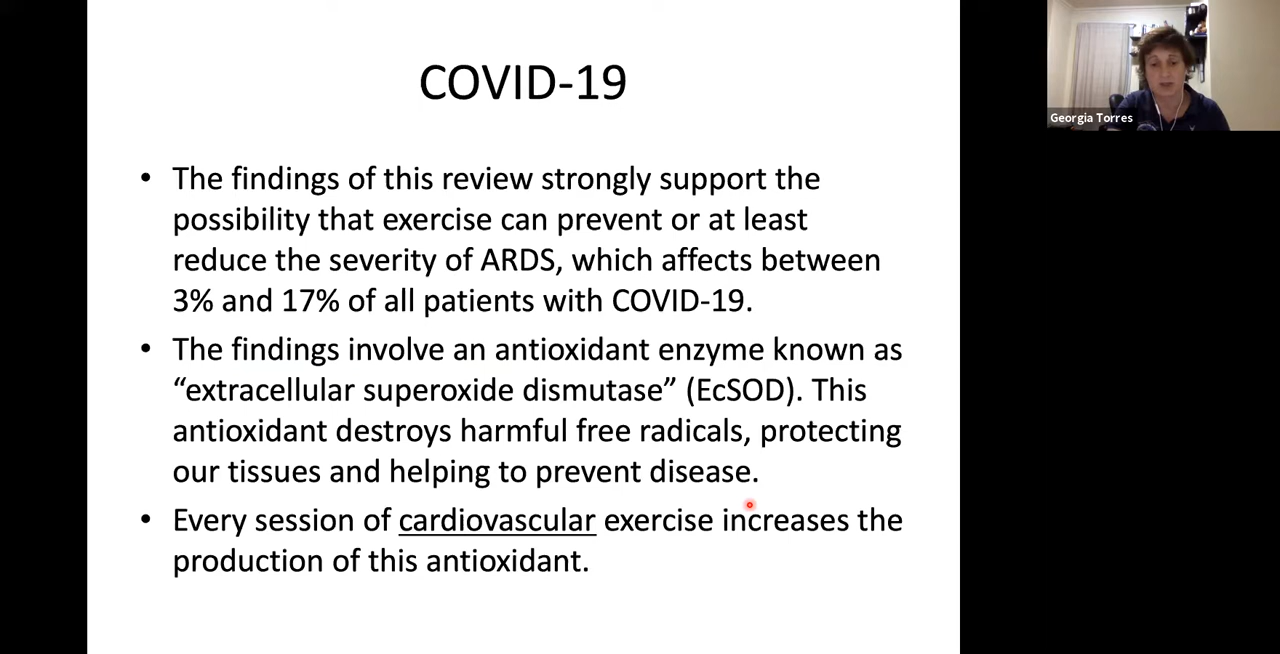 COVID-19
• The findings of this review strongly support the
possibility that exercise can prevent or at least
reduce the severity of ARDS, which affects between
3% and 17% of all patients with COVID-19.
• The findings involve an antioxidant enzyme known as
“extracellular superoxide dismutase” (EcSOD). This
antioxidant destroys harmful free radicals, protecting
our tissues and helping to prevent disease.
• Every session of cardiovascular exercise increases the
production of this antioxidant.
Georgia Torres